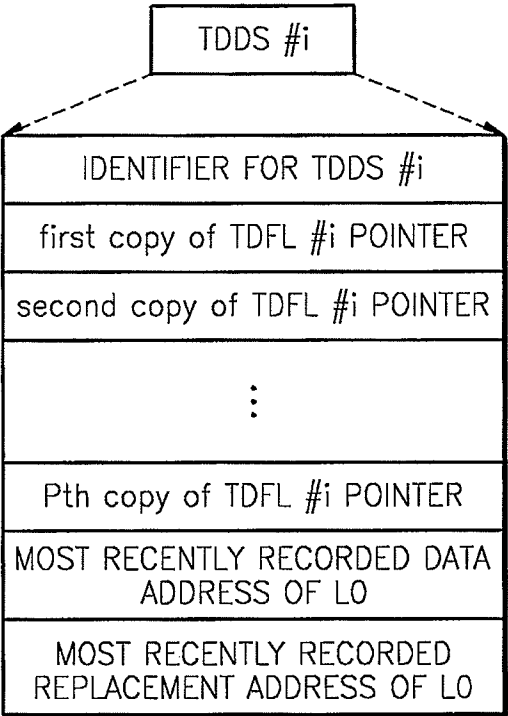 TDDS #i
IDENTIFIER FOR TDDS #i
first copy of TDFL #i POINTER
second copy of TDFL #i POINTER
⋮
Pth copy of TDFL #i POINTER
MOST RECENTLY RECORDED DATA
ADDRESS OF L0
MOST RECENTLY RECORDED
REPLACEMENT ADDRESS OF L0